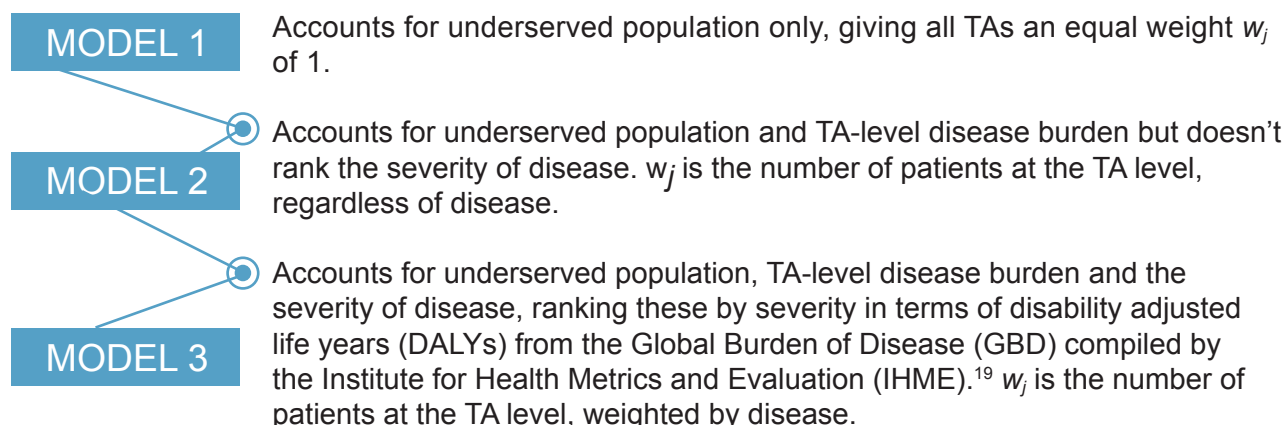 MODEL 1
Accounts for underserved population only, giving all TAs an equal weight wj
of 1.
Accounts for underserved population and TA-level disease burden but doesn’t
rank the severity of disease. wj is the number of patients at the TA level,
regardless of disease.
MODEL 2
Accounts for underserved population, TA-level disease burden and the
severity of disease, ranking these by severity in terms of disability adjusted
life years (DALYs) from the Global Burden of Disease (GBD) compiled by
the Institute for Health Metrics and Evaluation (IHME).19 wj is the number of
patients at the TA level, weighted by disease.
MODEL 3